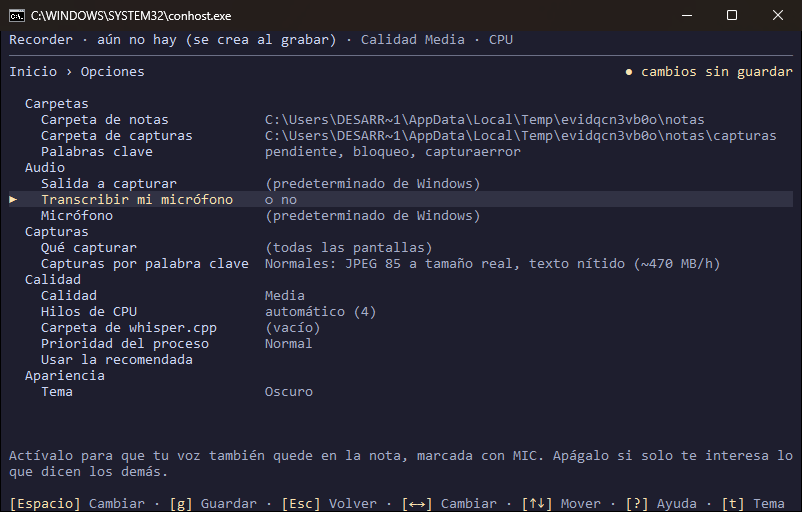 C:\WINDOWS\SYSTEM32\conhost.exe
Recorder · aún no hay (se crea al grabar) · Calidad Media · CPU
Inicio › Opciones ● cambios sin guardar
Carpetas
Carpeta de notas C:\Users\DESARR~1\AppData\Local\Temp\evidqcn3vb0o\notas
Carpeta de capturas C:\Users\DESARR~1\AppData\Local\Temp\evidqcn3vb0o\notas\capturas
Palabras clave pendiente, bloqueo, capturaerror
Audio
Salida a capturar (predeterminado de Windows)
► Transcribir mi micrófono o no
Micrófono (predeterminado de Windows)
Capturas
Qué capturar (todas las pantallas)
Capturas por palabra clave Normales: JPEG 85 a tamaño real, texto nítido (~470 MB/h)
Calidad
Calidad Media
Hilos de CPU automático (4)
Carpeta de whisper.cpp (vacío)
Prioridad del proceso Normal
Usar la recomendada
Apariencia
Tema Oscuro
Actívalo para que tu voz también quede en la nota, marcada con MIC. Apágalo si solo te interesa lo
que dicen los demás.
[Espacio] Cambiar · [g] Guardar · [Esc] Volver · [↔] Cambiar · [↑↓] Mover · [?] Ayuda · [t] Tema